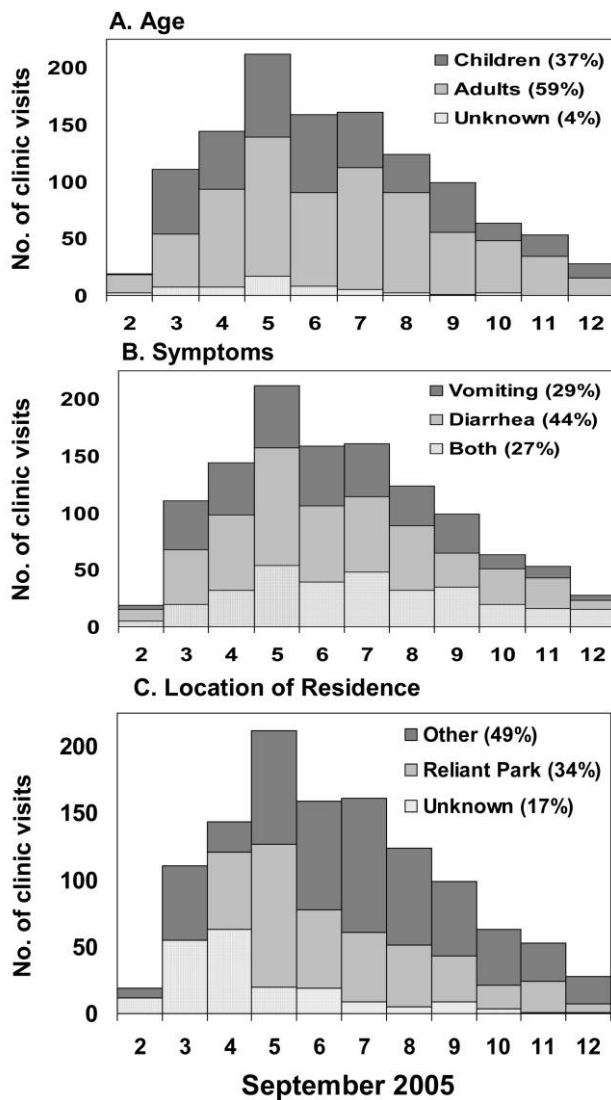 A. Age
No. of clinic visits
200
150
100
50
0
Children (37%)
Adults (59%)
Unknown (4%)
2 3 4 5 6 7 8 9 10 11 12
B. Symptoms
No. of clinic visits
200
150
100
50
0
Vomiting (29%)
Diarrhea (44%)
Both (27%)
2 3 4 5 6 7 8 9 10 11 12
C. Location of Residence
No. of clinic visits
200
150
100
50
0
Other (49%)
Reliant Park (34%)
Unknown (17%)
2 3 4 5 6 7 8 9 10 11 12
September 2005